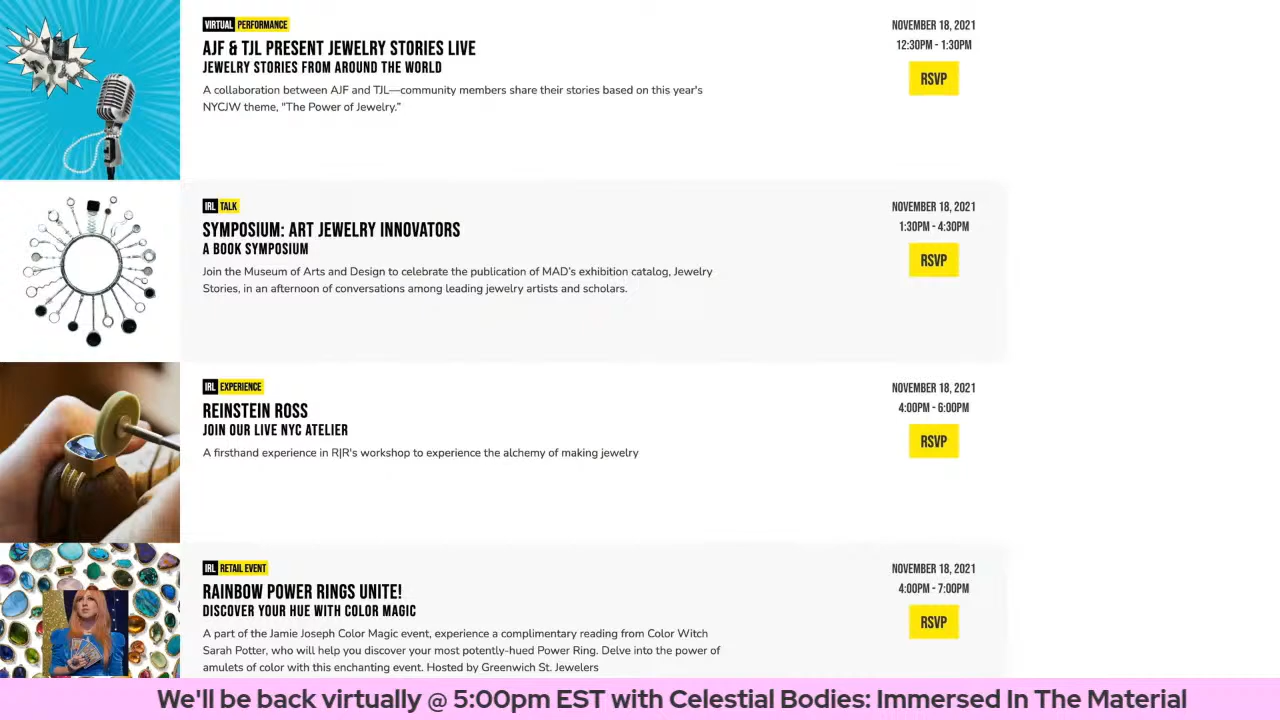 VIRTUAL PERFORMANCE
AJF & TJL PRESENT JEWELRY STORIES LIVE
JEWELRY STORIES FROM AROUND THE WORLD
A collaboration between AJF and TJL—community members share their stories based on this year's
NYCJW theme, "The Power of Jewelry.”
NOVEMBER 18, 2021
12:30PM - 1:30PM
RSVP
IRL TALK
SYMPOSIUM: ART JEWELRY INNOVATORS
A BOOK SYMPOSIUM
Join the Museum of Arts and Design to celebrate the publication of MAD's exhibition catalog, Jewelry
Stories, in an afternoon of conversations among leading jewelry artists and scholars.
NOVEMBER 18, 2021
1:30PM - 4:30PM
RSVP
IRL EXPERIENCE
REINSTEIN ROSS
JOIN OUR LIVE NYC ATELIER
A firsthand experience in R|R's workshop to experience the alchemy of making jewelry
NOVEMBER 18, 2021
4:00PM - 6:00PM
RSVP
IRL RETAIL EVENT
RAINBOW POWER RINGS UNITE!
DISCOVER YOUR HUE WITH COLOR MAGIC
A part of the Jamie Joseph Color Magic event, experience a complimentary reading from Color Witch
Sarah Potter, who will help you discover your most potently-hued Power Ring. Delve into the power of
amulets of color with this enchanting event. Hosted by Greenwich St. Jewelers
NOVEMBER 18, 2021
4:00PM - 7:00PM
RSVP
We'll be back virtually @ 5:00pm EST with Celestial Bodies: Immersed In The Material